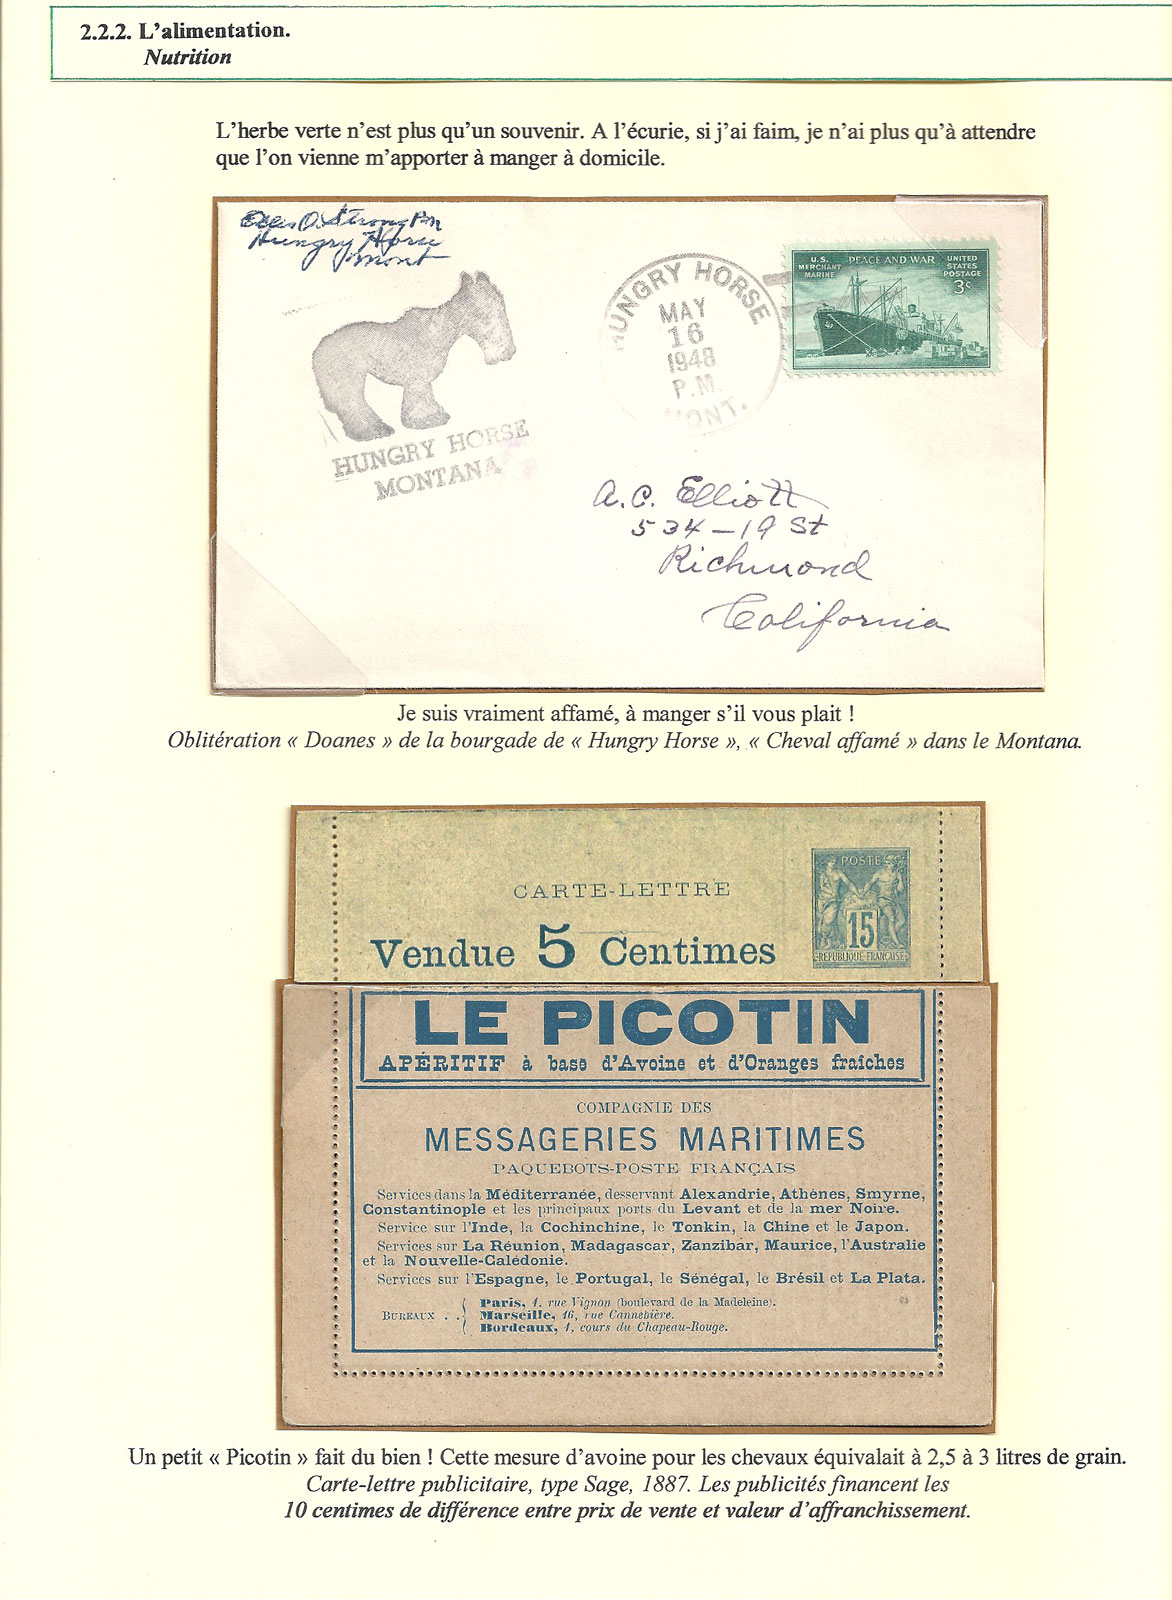 2.2.2. L'alimentation.
Nutrition
L'herbe verte n'est plus qu'un souvenir. A l'écurie, si j'ai faim, je n'ai plus qu'à attendre
que l'on vienne m'apporter à manger à domicile.
Strong P.M
Hungry Horse
Mont
HUNGRY HORSE
MONTANA
HUNGRY HORSE
MAY
16
1948
P.M.
MONT.
U.S. MERCHANT MARINE
PEACE AND WAR
UNITED STATES POSTAGE
3¢
A. C. Elliott
534-19 St
Richmond
California
Je suis vraiment affamé, à manger s'il vous plait !
Oblitération « Doanes » de la bourgade de « Hungry Horse », « Cheval affamé » dans le Montana.
CARTE-LETTRE
Vendue 5 Centimes
POSTE
15
REPUBLIQUE FRANÇAISE
LE PICOTIN
APÉRITIF à base d'Avoine et d'Oranges fraîches
COMPAGNIE DES
MESSAGERIES MARITIMES
PAQUEBOTS-POSTE FRANÇAIS
Services dans la Méditerranée, desservant Alexandrie, Athènes, Smyrne,
Constantinople et les principaux ports du Levant et de la mer Noire.
Service sur l'Inde, la Cochinchine, le Tonkin, la Chine et le Japon.
Services sur La Réunion, Madagascar, Zanzibar, Maurice, l'Australie
et la Nouvelle-Calédonie.
Services sur l'Espagne, le Portugal, le Sénégal, le Brésil et La Plata.
BUREAUX . . { Paris, 1, rue Vignon (boulevard de la Madeleine).
Marseille, 16, rue Cannebière.
Bordeaux, 1, cours du Chapeau-Rouge.
Un petit « Picotin » fait du bien ! Cette mesure d'avoine pour les chevaux équivalait à 2,5 à 3 litres de grain.
Carte-lettre publicitaire, type Sage, 1887. Les publicités financent les
10 centimes de différence entre prix de vente et valeur d'affranchissement.